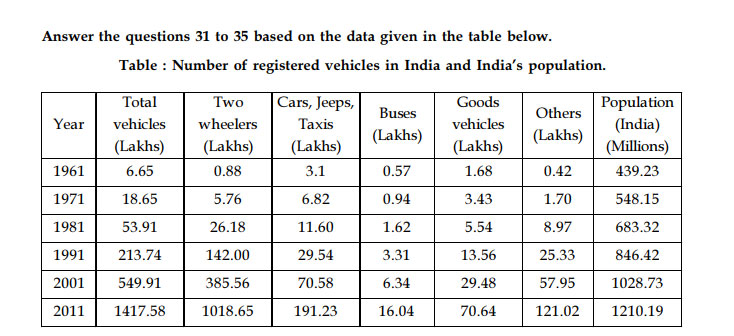 Answer the questions 31 to 35 based on the data given in the table below.
Table : Number of registered vehicles in India and India's population.
Year Total vehicles (Lakhs) Two wheelers (Lakhs) Cars, Jeeps, Taxis (Lakhs) Buses (Lakhs) Goods vehicles (Lakhs) Others (Lakhs) Population (India) (Millions)
1961 6.65 0.88 3.1 0.57 1.68 0.42 439.23
1971 18.65 5.76 6.82 0.94 3.43 1.70 548.15
1981 53.91 26.18 11.60 1.62 5.54 8.97 683.32
1991 213.74 142.00 29.54 3.31 13.56 25.33 846.42
2001 549.91 385.56 70.58 6.34 29.48 57.95 1028.73
2011 1417.58 1018.65 191.23 16.04 70.64 121.02 1210.19